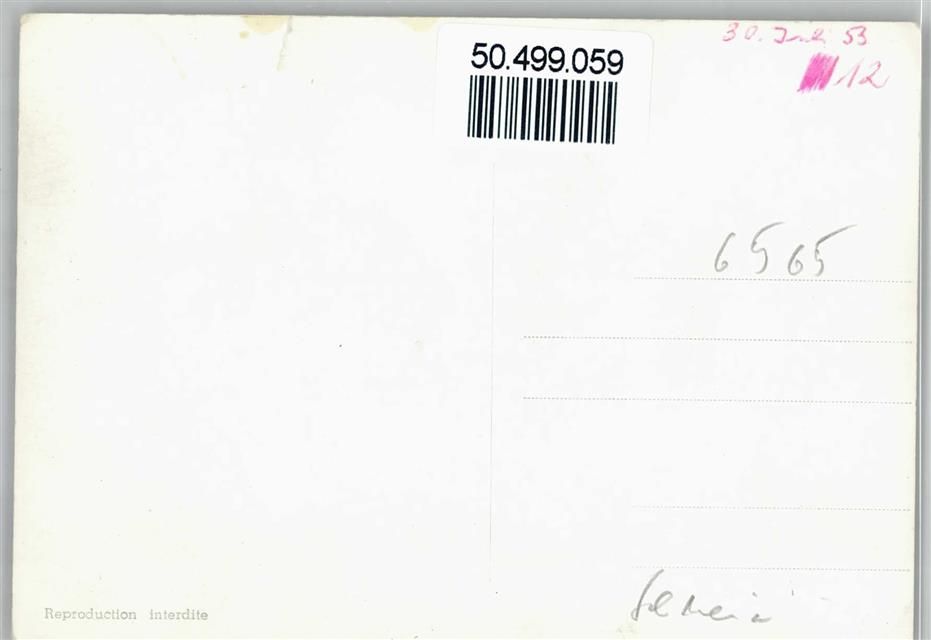 30. Juli 53
50.499.059
12
6565
Reproduction interdite